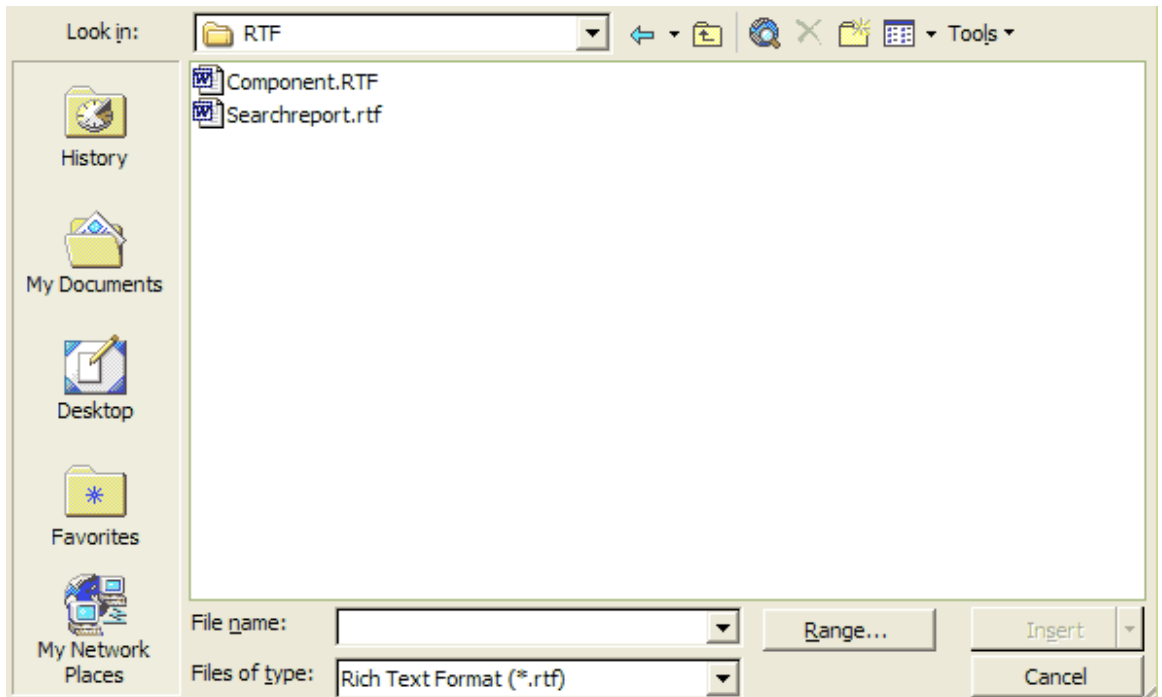 Look in:
RTF
Tools
Component.RTF
Searchreport.rtf
History
My Documents
Desktop
Favorites
My Network
Places
File name:
Range...
Insert
Files of type:
Rich Text Format (*.rtf)
Cancel